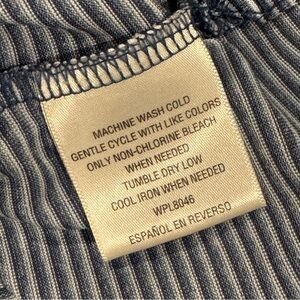 MACHINE WASH COLD
GENTLE CYCLE WITH LIKE COLORS
ONLY NON-CHLORINE BLEACH
WHEN NEEDED
TUMBLE DRY LOW
COOL IRON WHEN NEEDED
WPL8046
ESPAÑOL EN REVERSO